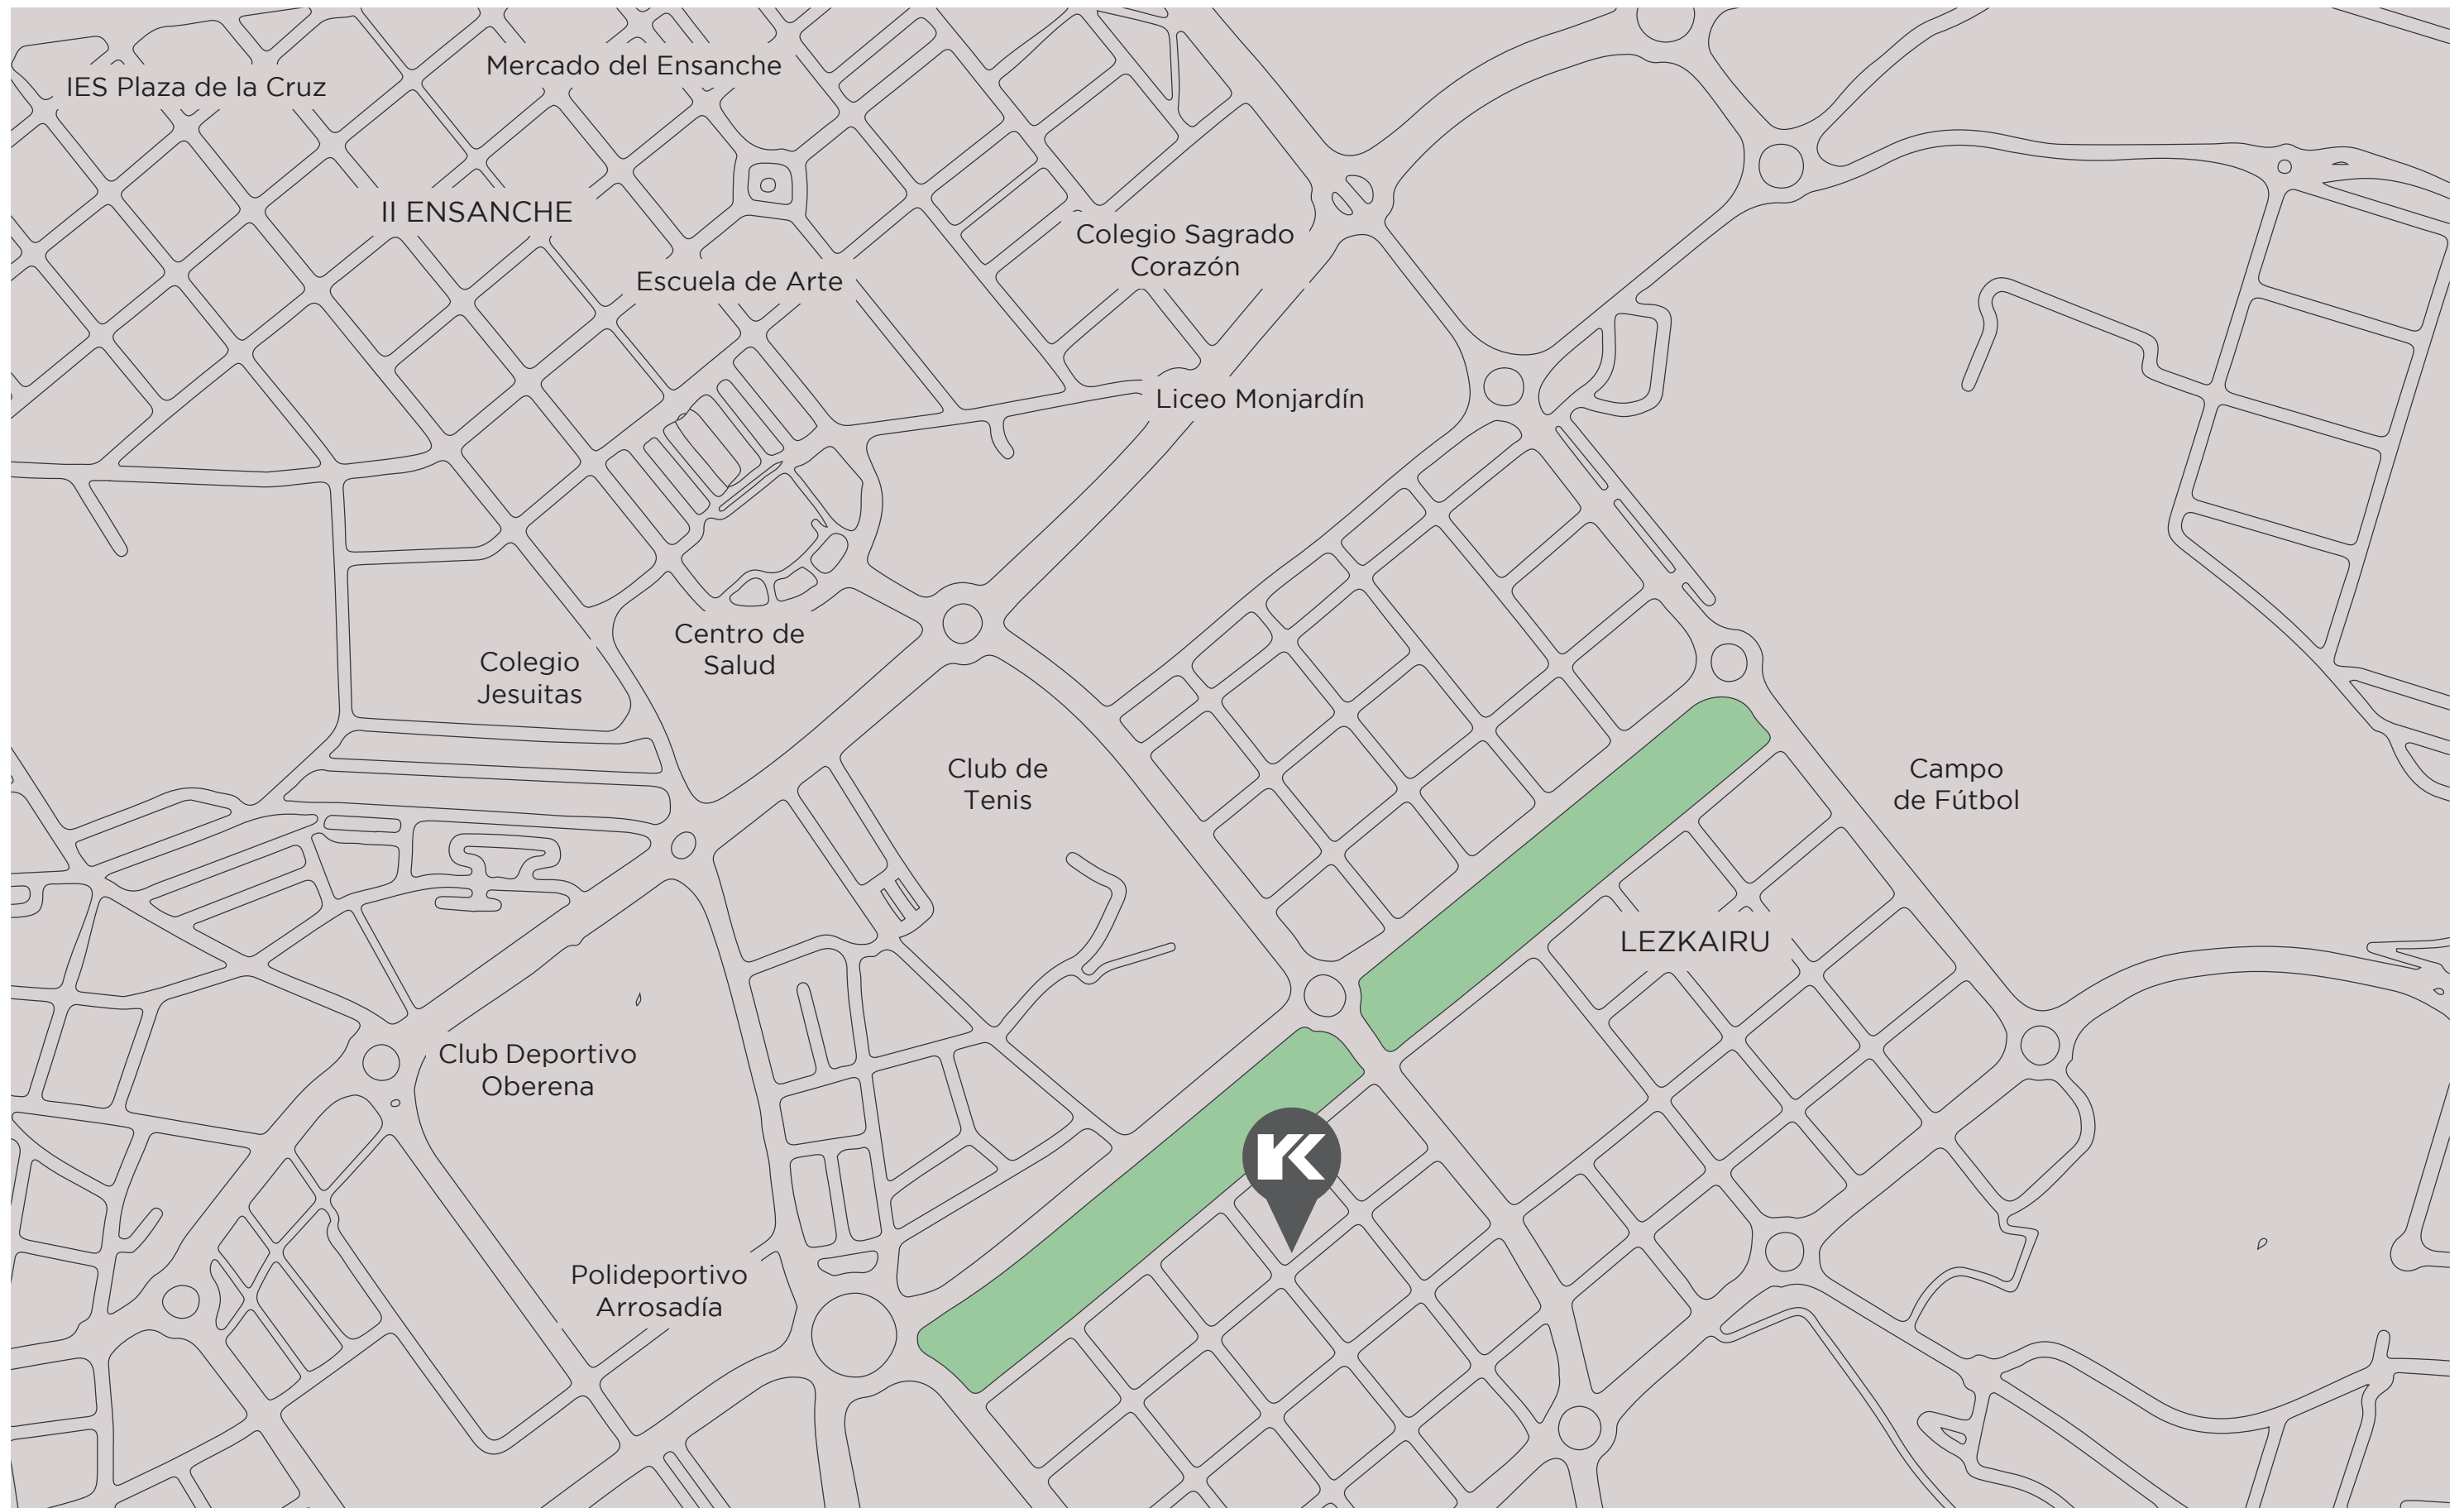 Mercado del Ensanche
IES Plaza de la Cruz
II ENSANCHE
Colegio Sagrado
Corazón
Escuela de Arte
Liceo Monjardín
Centro de
Salud
Colegio
Jesuitas
Club de
Tenis
Campo
de Fútbol
LEZKAIRU
Club Deportivo
Oberena
K
Polideportivo
Arrosadía